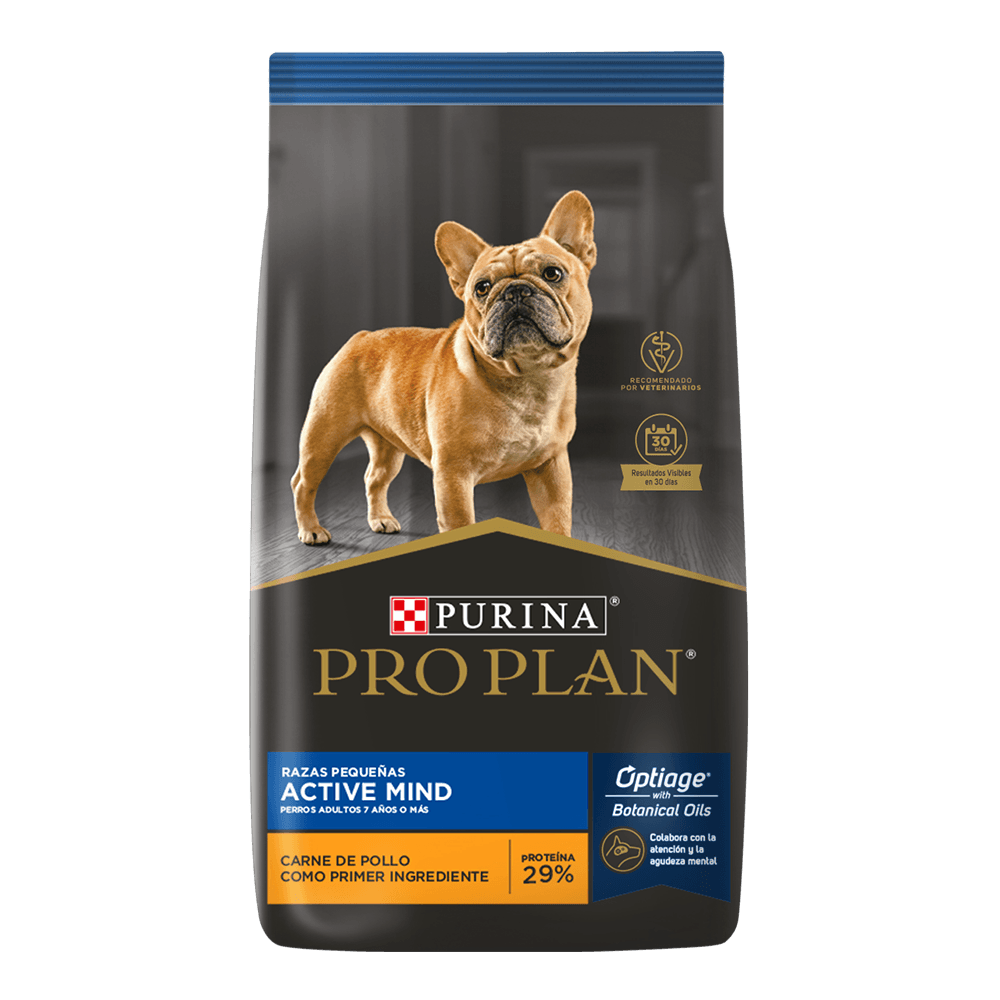 RECOMENDADO
POR VETERINARIOS
30
DÍAS
Resultados Visibles
en 30 días
PURINA®
PRO PLAN®
RAZAS PEQUEÑAS
ACTIVE MIND
PERROS ADULTOS 7 AÑOS O MÁS
CARNE DE POLLO
COMO PRIMER INGREDIENTE
PROTEÍNA
29%
Optiage®
with
Botanical Oils
Colabora con la
atención y la
agudeza mental